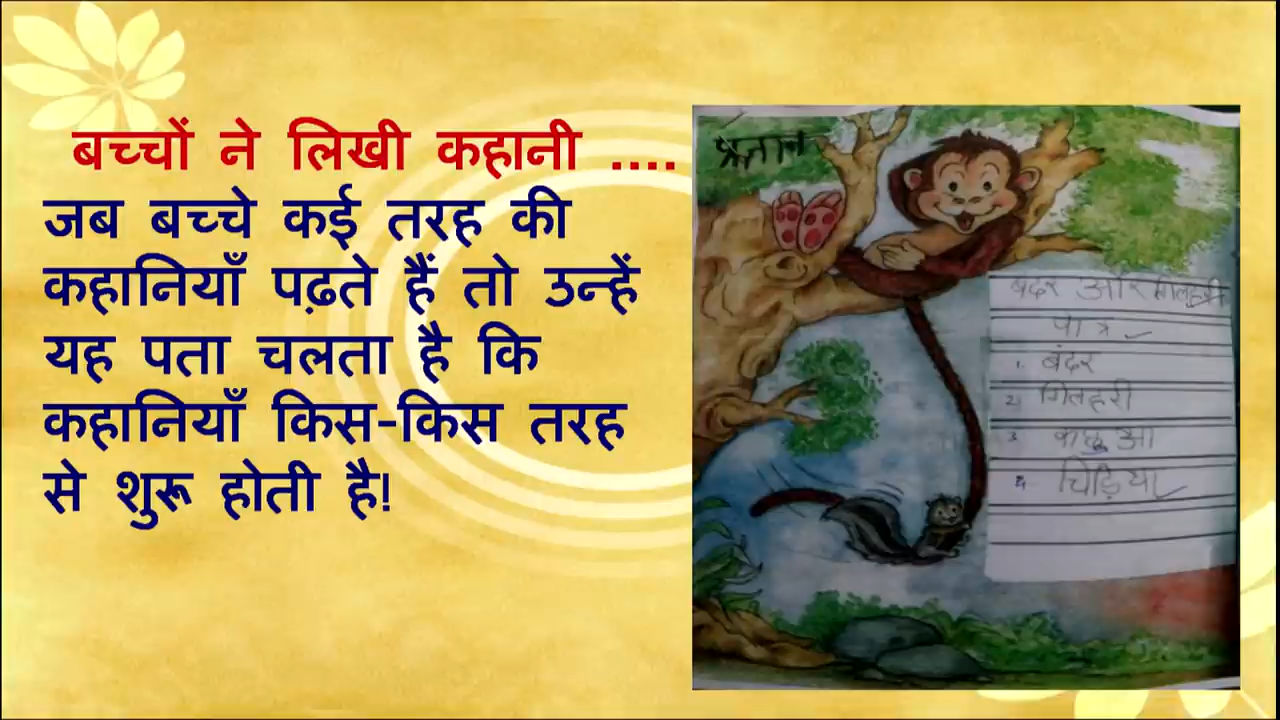 बच्चों ने लिखी कहानी ....
जब बच्चे कई तरह की
कहानियाँ पढ़ते हैं तो उन्हें
यह पता चलता है कि
कहानियाँ किस-किस तरह
से शुरू होती है!
बंदर और गिलहरी
पात्र
1. बंदर
2 गिलहरी
3 कछुआ
4 चिड़िया